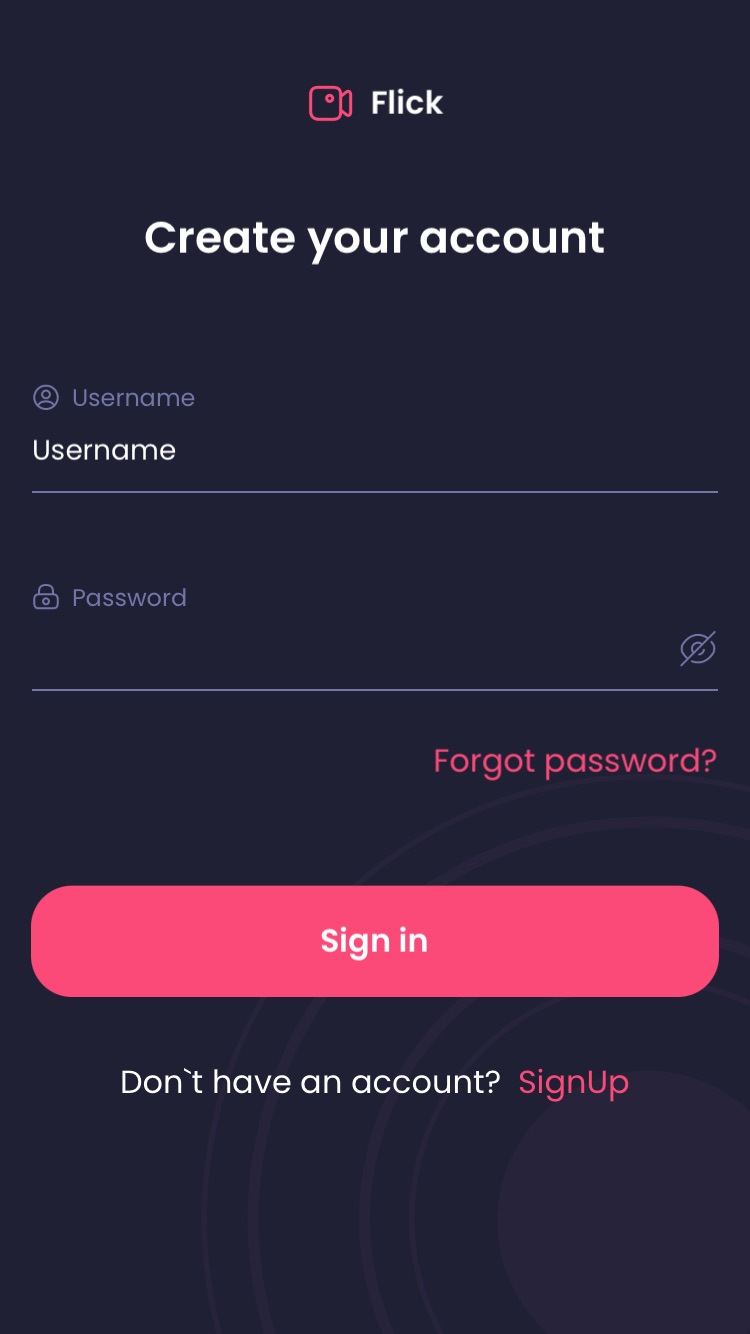 Flick
Create your account
Username
Username
Password
Forgot password?
Sign in
Don`t have an account? SignUp